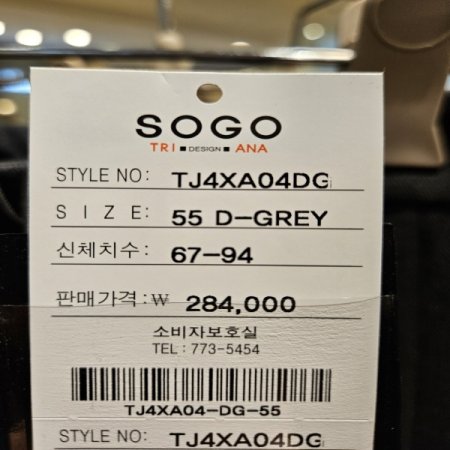 SOGO
TRI ■ DESIGN ■ ANA
STYLE NO: TJ4XA04DG
SIZE: 55 D-GREY
신체치수: 67-94
판매가격:₩ 284,000
소비자보호실
TEL : 773-5454
TJ4XA04-DG-55
STYLE NO: TJ4XA04DG